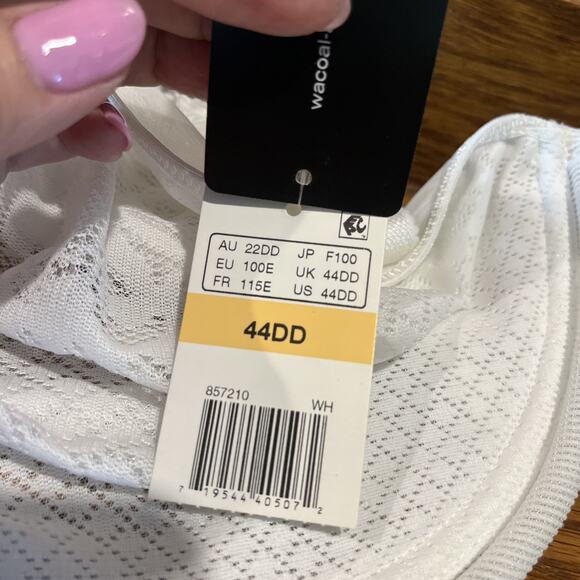 wacoal-
AU 22DD JP F100
EU 100E UK 44DD
FR 115E US 44DD
44DD
857210 WH
7 19544 40507 2